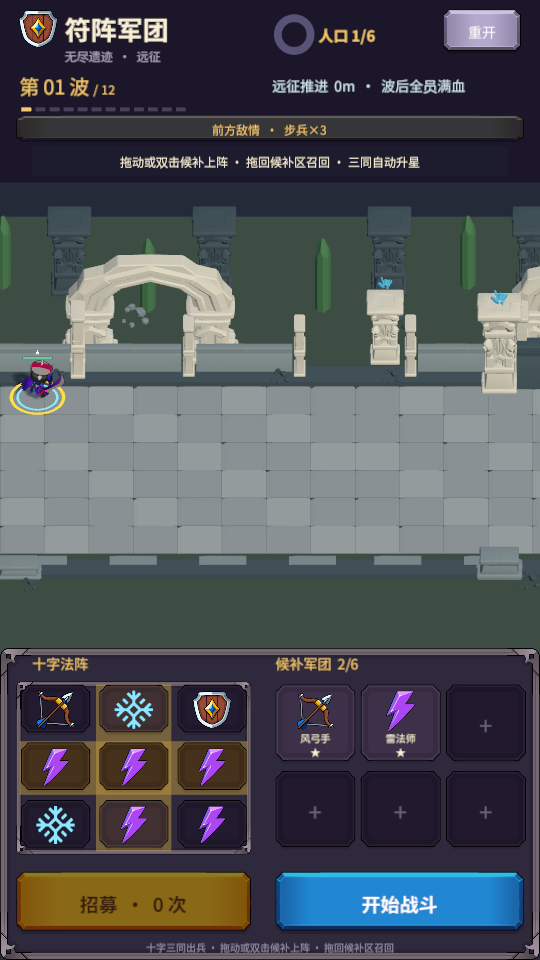 符阵军团
无尽遗迹 · 远征
人口 1/6
重开
第 01 波 / 12
远征推进 0m · 波后全员满血
前方敌情 · 步兵×3
拖动或双击候补上阵 · 拖回候补区召回 · 三同自动升星
十字法阵
候补军团 2/6
风弓手
★
雷法师
★
招募 · 0 次
开始战斗
十字三同出兵 · 拖动或双击候补上阵 · 拖回候补区召回